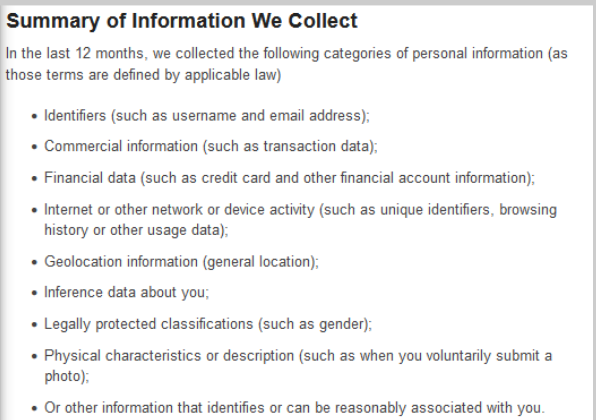 Summary of Information We Collect
In the last 12 months, we collected the following categories of personal information (as
those terms are defined by applicable law)
• Identifiers (such as username and email address);
• Commercial information (such as transaction data);
• Financial data (such as credit card and other financial account information);
• Internet or other network or device activity (such as unique identifiers, browsing
history or other usage data);
• Geolocation information (general location);
• Inference data about you;
• Legally protected classifications (such as gender);
• Physical characteristics or description (such as when you voluntarily submit a
photo);
• Or other information that identifies or can be reasonably associated with you.